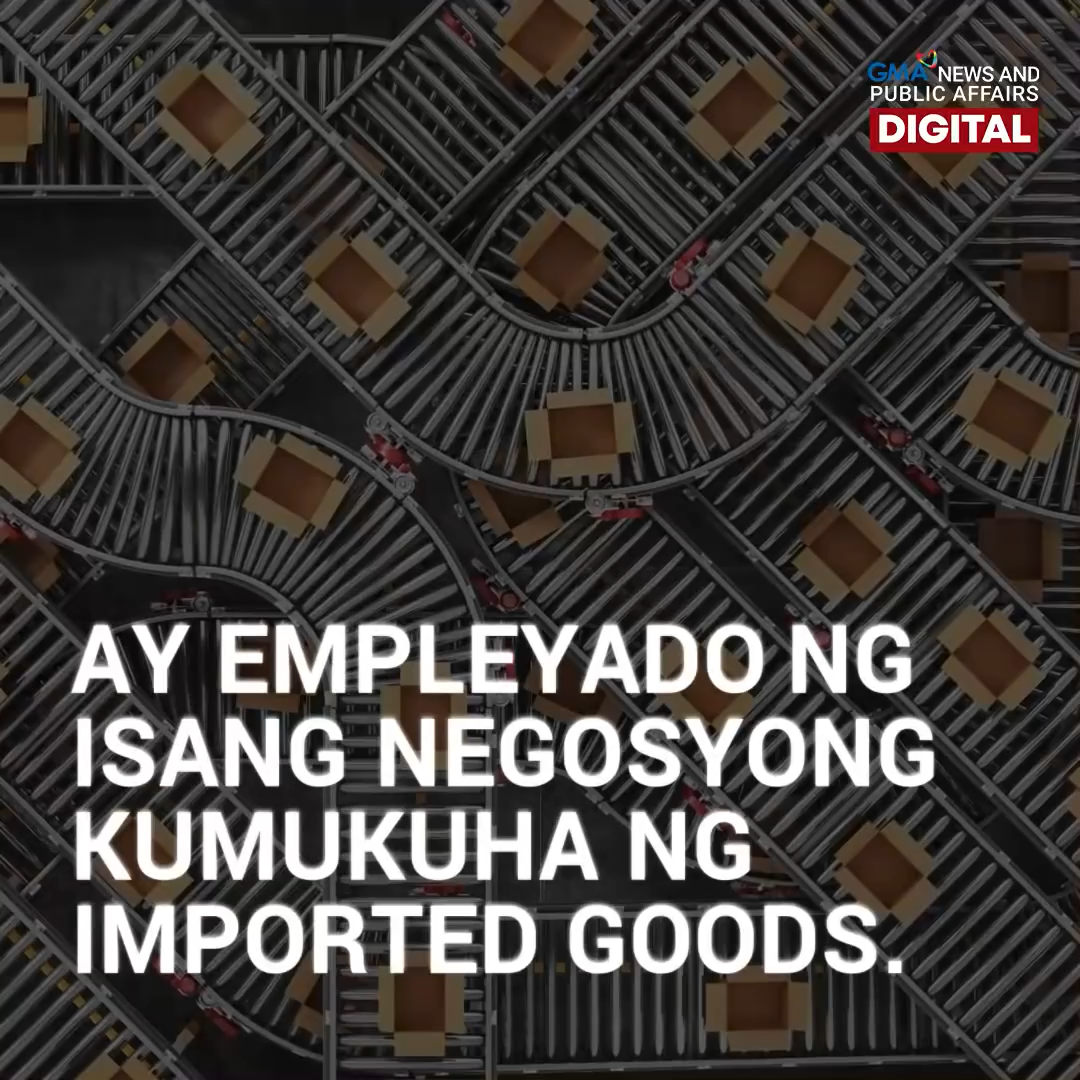 GMA NEWS AND
PUBLIC AFFAIRS
DIGITAL
AY EMPLEYADO NG
ISANG NEGOSYONG
KUMUKUHA NG
IMPORTED GOODS.